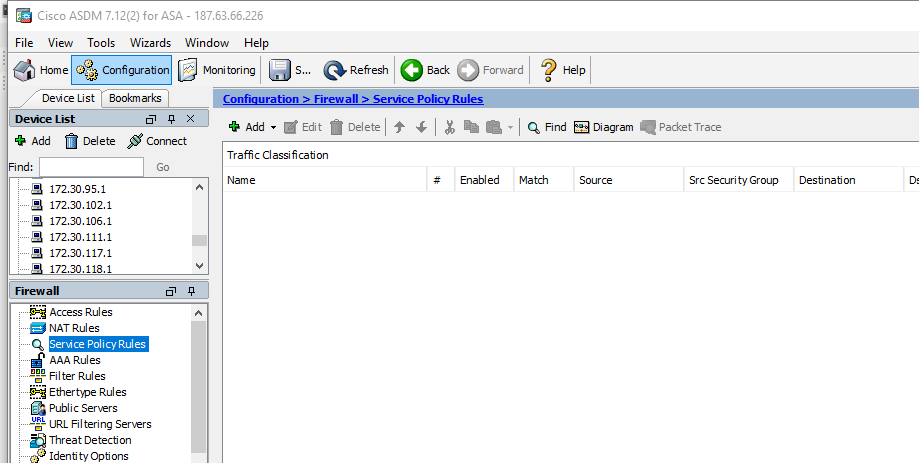 Cisco ASDM 7.12(2) for ASA - 187.63.66.226
File View Tools Wizards Window Help
Home Configuration Monitoring S... Refresh Back Forward Help
Device List Bookmarks
Configuration > Firewall > Service Policy Rules
Device List
Add Delete Connect
Find: Go
172.30.95.1
172.30.102.1
172.30.106.1
172.30.111.1
172.30.117.1
172.30.118.1
Firewall
Access Rules
NAT Rules
Service Policy Rules
AAA Rules
Filter Rules
Ethertype Rules
Public Servers
URL URL Filtering Servers
Threat Detection
Identity Options
Add Edit Delete Find Diagram Packet Trace
Traffic Classification
Name # Enabled Match Source Src Security Group Destination